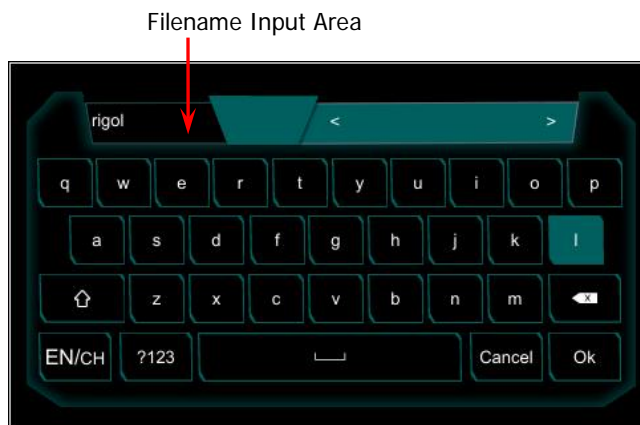 Filename Input Area
rigol < >
q w e r t y u i o p
a s d f g h j k l
z x c v b n m x
EN/CH ?123 Cancel Ok